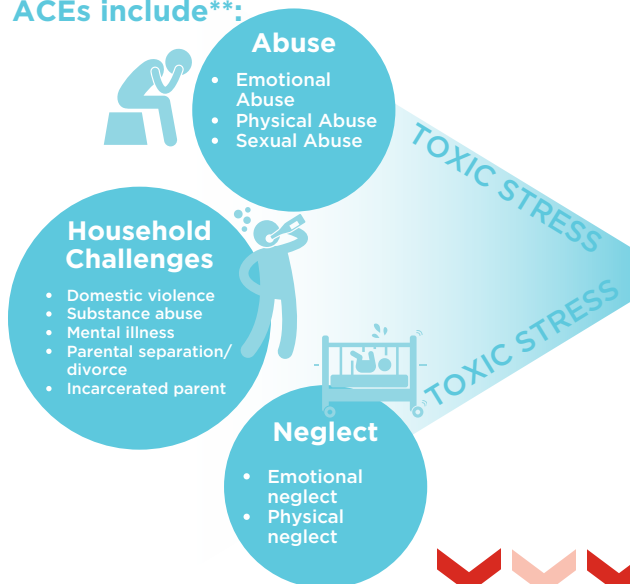 ACEs include**:
Abuse
• Emotional
Abuse
• Physical Abuse
• Sexual Abuse
TOXIC STRESS
Household
Challenges
• Domestic violence
• Substance abuse
• Mental illness
• Parental separation/
divorce
• Incarcerated parent
TOXIC STRESS
Neglect
• Emotional
neglect
• Physical
neglect